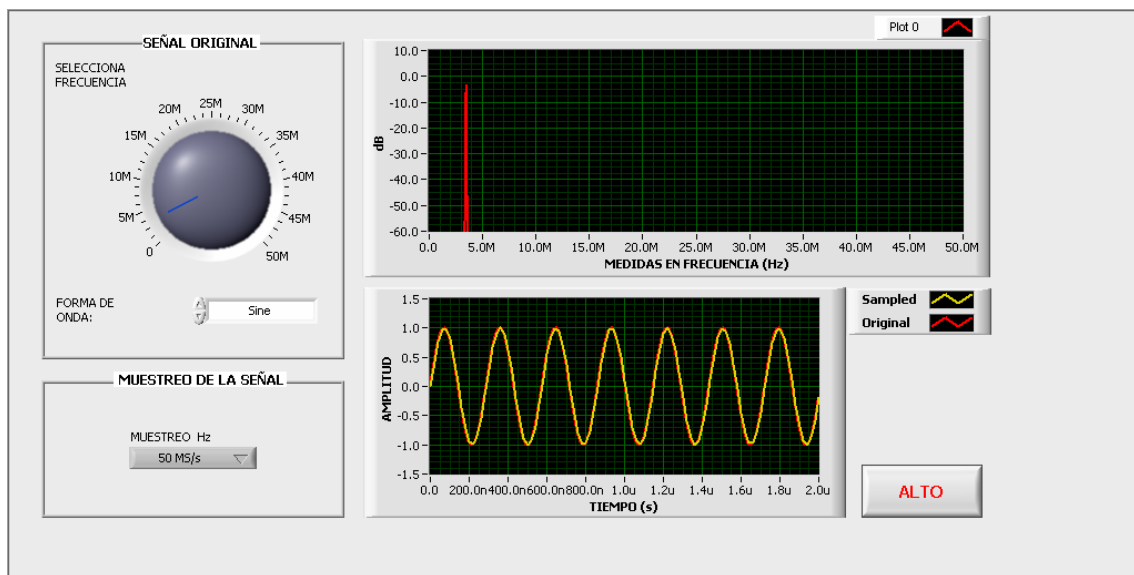 SEÑAL ORIGINAL
SELECCIONA
FRECUENCIA
0
5M
10M
15M
20M
25M
30M
35M
40M
45M
50M
FORMA DE
ONDA:
Sine
MUESTREO DE LA SEÑAL
MUESTREO Hz
50 MS/s
Plot 0
10.0
0.0
-10.0
-20.0
-30.0
-40.0
-50.0
-60.0
dB
0.0 5.0M 10.0M 15.0M 20.0M 25.0M 30.0M 35.0M 40.0M 45.0M 50.0M
MEDIDAS EN FRECUENCIA (Hz)
Sampled
Original
1.5
1.0
0.5
0.0
-0.5
-1.0
-1.5
AMPLITUD
0.0 200.0n 400.0n 600.0n 800.0n 1.0u 1.2u 1.4u 1.6u 1.8u 2.0u
TIEMPO (s)
ALTO